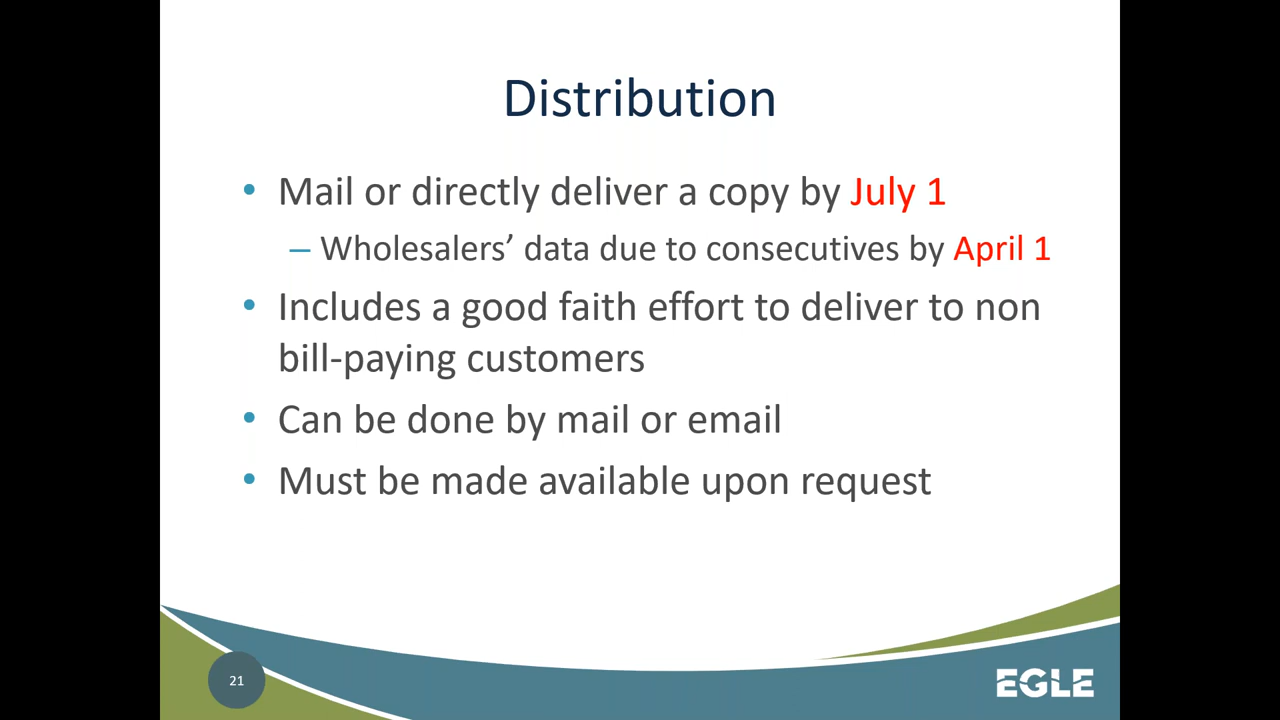 Distribution
• Mail or directly deliver a copy by July 1
– Wholesalers’ data due to consecutives by April 1
• Includes a good faith effort to deliver to non
bill-paying customers
• Can be done by mail or email
• Must be made available upon request
21
EGLE